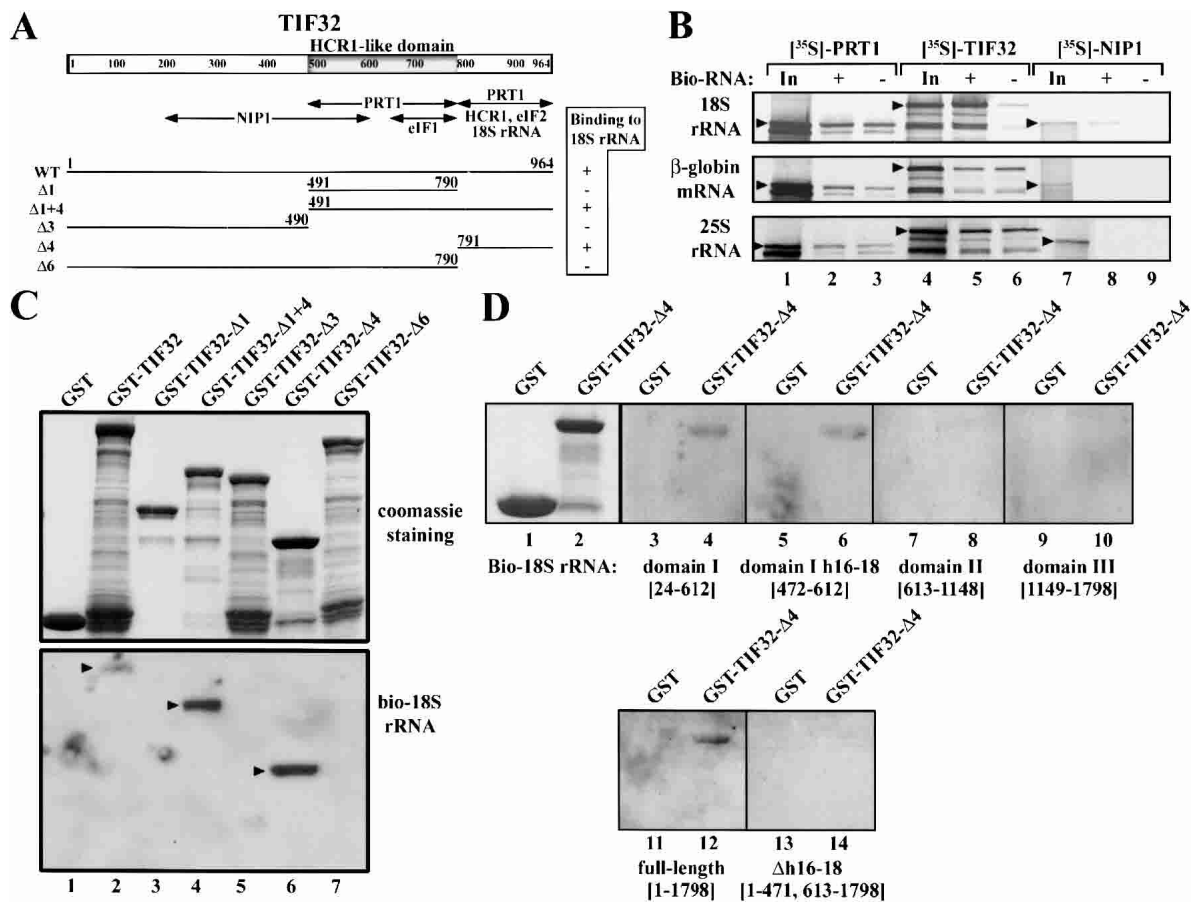 A
TIF32
HCR1-like domain
1 100 200 300 400 500 600 700 800 900 964
PRT1 PRT1
NIP1 eIF1 HCR1, eIF2 18S rRNA
Binding to 18S rRNA
WT 1 964 +
Δ1 491 790 -
Δ1+4 491 +
Δ3 490 -
Δ4 791 +
Δ6 790 -
B
[35S]-PRT1 [35S]-TIF32 [35S]-NIP1
Bio-RNA: In + - In + - In + -
18S rRNA
β-globin mRNA
25S rRNA
1 2 3 4 5 6 7 8 9
C
GST GST-TIF32 GST-TIF32-Δ1 GST-TIF32-Δ1+4 GST-TIF32-Δ3 GST-TIF32-Δ4 GST-TIF32-Δ6
coomassie staining
bio-18S rRNA
1 2 3 4 5 6 7
D
GST GST-TIF32-Δ4 GST GST-TIF32-Δ4 GST GST-TIF32-Δ4 GST GST-TIF32-Δ4 GST GST-TIF32-Δ4
1 2 3 4 5 6 7 8 9 10
Bio-18S rRNA: domain I domain I h16-18 domain II domain III
[24-612] [472-612] [613-1148] [1149-1798]
GST GST-TIF32-Δ4 GST GST-TIF32-Δ4
11 12 13 14
full-length Δh16-18
[1-1798] [1-471, 613-1798]